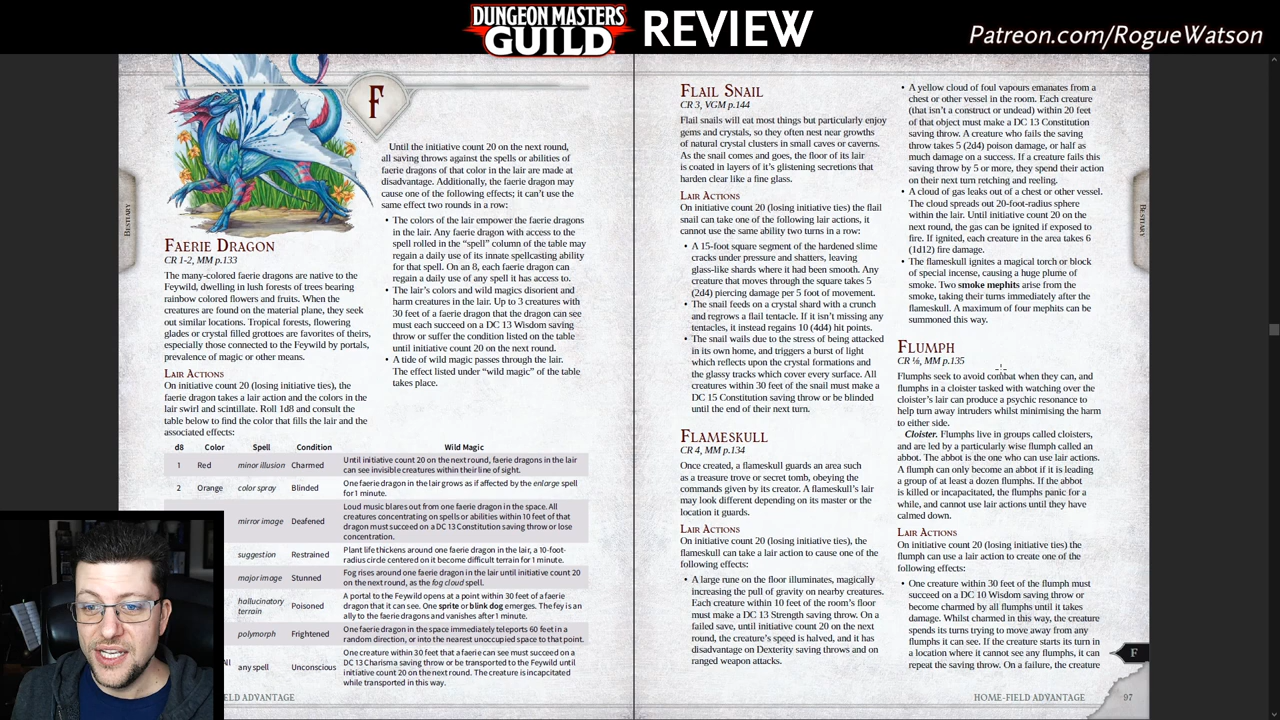 DUNGEON MASTERS
GUILD
REVIEW
Patreon.com/RogueWatson
F
BESTIARY
FAERIE DRAGON
CR 1-2, MM p.133
The many-colored faerie dragons are native to the
Feywild, dwelling in lush forests of trees bearing
rainbow colored flowers and fruits. When the
creatures are found on the material plane, they seek
out similar locations. Tropical forests, flowering
glades or crystal filled grottoes are favorites of theirs,
especially those connected to the Feywild by portals,
prevalence of magic or other means.
LAIR ACTIONS
On initiative count 20 (losing initiative ties), the
faerie dragon takes a lair action and the colors in the
lair swirl and scintillate. Roll 1d8 and consult the
table below to find the color that fills the lair and the
associated effects:
Until the initiative count 20 on the next round,
all saving throws against the spells or abilities of
faerie dragons of that color in the lair are made at
disadvantage. Additionally, the faerie dragon may
cause one of the following effects; it can't use the
same effect two rounds in a row:
• The colors of the lair empower the faerie dragons
in the lair. Any faerie dragon with access to the
spell rolled in the "spell" column of the table may
regain a daily use of its innate spellcasting ability
for that spell. On an 8, each faerie dragon can
regain a daily use of any spell it has access to.
• The lair's colors and wild magics disorient and
harm creatures in the lair. Up to 3 creatures with
30 feet of a faerie dragon that the dragon can see
must each succeed on a DC 13 Wisdom saving
throw or suffer the condition listed on the table
until initiative count 20 on the next round.
• A tide of wild magic passes through the lair.
The effect listed under "wild magic" of the table
takes place.
d8 Color Spell Condition Wild Magic
1 Red minor illusion Charmed Until initiative count 20 on the next round, faerie dragons in the lair
can see invisible creatures within their line of sight.
2 Orange color spray Blinded One faerie dragon in the lair grows as if affected by the enlarge spell
for 1 minute.
mirror image Deafened Loud music blares out from one faerie dragon in the space. All
creatures concentrating on spells or abilities within 10 feet of that
dragon must succeed on a DC 13 Constitution saving throw or lose
concentration.
suggestion Restrained Plant life thickens around one faerie dragon in the lair, a 10-foot-
radius circle centered on it become difficult terrain for 1 minute.
major image Stunned Fog rises around one faerie dragon in the lair until initiative count 20
on the next round, as the fog cloud spell.
hallucinatory terrain Poisoned A portal to the Feywild opens at a point within 30 feet of a faerie
dragon that it can see. One sprite or blink dog emerges. The fey is an
ally to the faerie dragons and vanishes after 1 minute.
polymorph Frightened One faerie dragon in the space immediately teleports 60 feet in a
random direction, or into the nearest unoccupied space to that point.
All any spell Unconscious One creature within 30 feet that a faerie can see must succeed on a
DC 13 Charisma saving throw or be transported to the Feywild until
initiative count 20 on the next round. The creature is incapcitated
while transported in this way.
ELD ADVANTAGE
FLAIL SNAIL
CR 3, VGM p.144
Flail snails will eat most things but particularly enjoy
gems and crystals, so they often nest near growths
of natural crystal clusters in small caves or caverns.
As the snail comes and goes, the floor of its lair
is coated in layers of it's glistening secretions that
harden clear like a fine glass.
LAIR ACTIONS
On initiative count 20 (losing initiative ties) the flail
snail can take one of the following lair actions, it
cannot use the same ability two turns in a row:
• A 15-foot square segment of the hardened slime
cracks under pressure and shatters, leaving
glass-like shards where it had been smooth. Any
creature that moves through the square takes 5
(2d4) piercing damage per 5 foot of movement.
• The snail feeds on a crystal shard with a crunch
and regrows a flail tentacle. If it isn't missing any
tentacles, it instead regains 10 (4d4) hit points.
• The snail wails due to the stress of being attacked
in its own home, and triggers a burst of light
which reflects upon the crystal formations and
the glassy tracks which cover every surface. All
creatures within 30 feet of the snail must make a
DC 15 Constitution saving throw or be blinded
until the end of their next turn.
FLAMESKULL
CR 4, MM p.134
Once created, a flameskull guards an area such
as a treasure trove or secret tomb, obeying the
commands given by its creator. A flameskull's lair
may look different depending on its master or the
location it guards.
LAIR ACTIONS
On initiative count 20 (losing initiative ties), the
flameskull can take a lair action to cause one of the
following effects:
• A large rune on the floor illuminates, magically
increasing the pull of gravity on nearby creatures.
Each creature within 10 feet of the room's floor
must make a DC 13 Strength saving throw. On a
failed save, until initiative count 20 on the next
round, the creature's speed is halved, and it has
disadvantage on Dexterity saving throws and on
ranged weapon attacks.
• A yellow cloud of foul vapours emanates from a
chest or other vessel in the room. Each creature
(that isn't a construct or undead) within 20 feet
of that object must make a DC 13 Constitution
saving throw. A creature who fails the saving
throw takes 5 (2d4) poison damage, or half as
much damage on a success. If a creature fails this
saving throw by 5 or more, they spend their action
on their next turn retching and reeling.
• A cloud of gas leaks out of a chest or other vessel.
The cloud spreads out 20-foot-radius sphere
within the lair. Until initiative count 20 on the
next round, the gas can be ignited if exposed to
fire. If ignited, each creature in the area takes 6
(1d12) fire damage.
• The flameskull ignites a magical torch or block
of special incense, causing a huge plume of
smoke. Two smoke mephits arise from the
smoke, taking their turns immediately after the
flameskull. A maximum of four mephits can be
summoned this way.
FLUMPH
CR ⅛, MM p.135
Flumphs seek to avoid combat when they can, and
flumphs in a cloister tasked with watching over the
cloister's lair can produce a psychic resonance to
help turn away intruders whilst minimising the harm
to either side.
Cloister. Flumphs live in groups called cloisters,
and are led by a particularly wise flumph called an
abbot. The abbot is the one who can use lair actions.
A flumph can only become an abbot if it is leading
a group of at least a dozen flumphs. If the abbot
is killed or incapacitated, the flumphs panic for a
while, and cannot use lair actions until they have
calmed down.
LAIR ACTIONS
On initiative count 20 (losing initiative ties) the
flumph can use a lair action to create one of the
following effects:
• One creature within 30 feet of the flumph must
succeed on a DC 10 Wisdom saving throw or
become charmed by all flumphs until it takes
damage. Whilst charmed in this way, the creature
spends its turns trying to move away from any
flumphs it can see. If the creature starts its turn in
a location where it cannot see any flumphs, it can
repeat the saving throw. On a failure, the creature
BESTIARY
F
HOME-FIELD ADVANTAGE 97